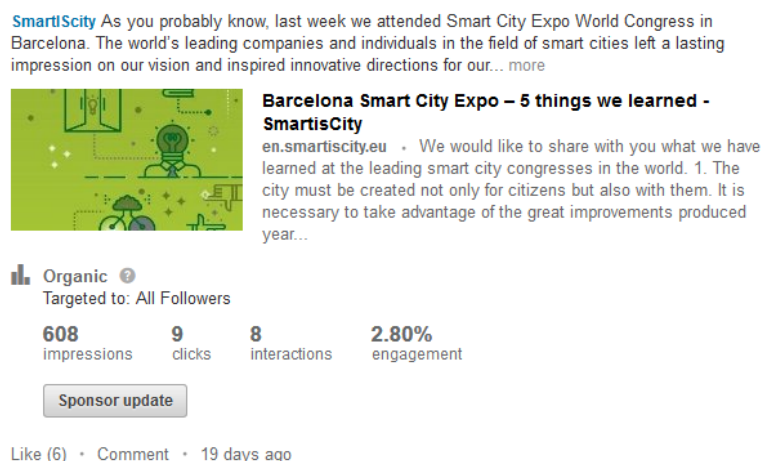 SmartIScity As you probably know, last week we attended Smart City Expo World Congress in
Barcelona. The world's leading companies and individuals in the field of smart cities left a lasting
impression on our vision and inspired innovative directions for our... more
Barcelona Smart City Expo – 5 things we learned -
SmartisCity
en.smartiscity.eu • We would like to share with you what we have
learned at the leading smart city congresses in the world. 1. The
city must be created not only for citizens but also with them. It is
necessary to take advantage of the great improvements produced
year...
Organic ?
Targeted to: All Followers
608 9 8 2.80%
impressions clicks interactions engagement
Sponsor update
Like (6) • Comment • 19 days ago